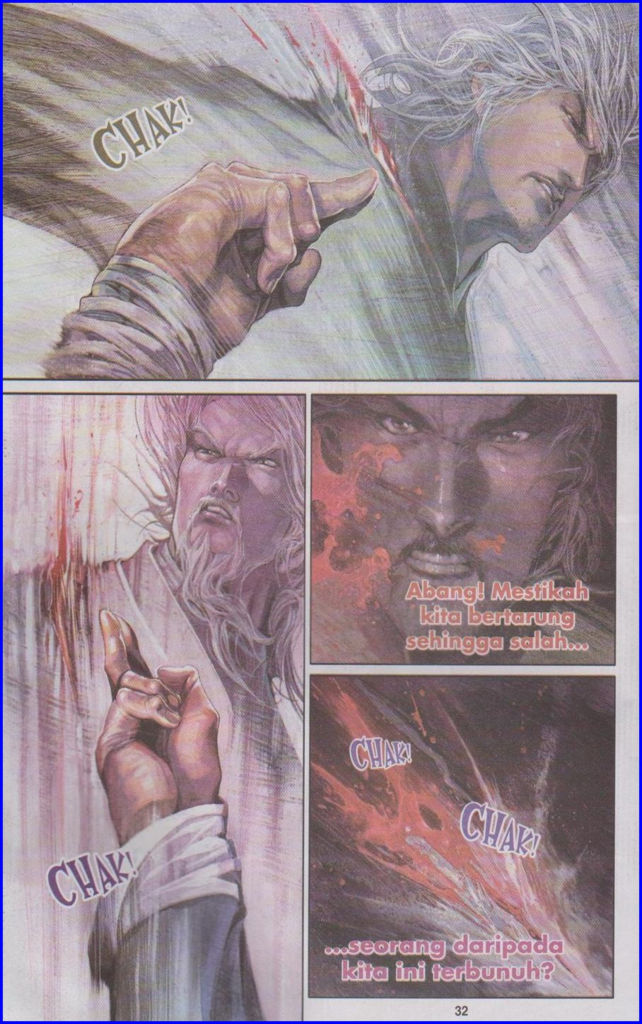 CHAK!
CHAK!
Abang! Mestikah
kita bertarung
sehingga salah...
CHAK!
CHAK!
...seorang daripada
kita ini terbunuh?
32